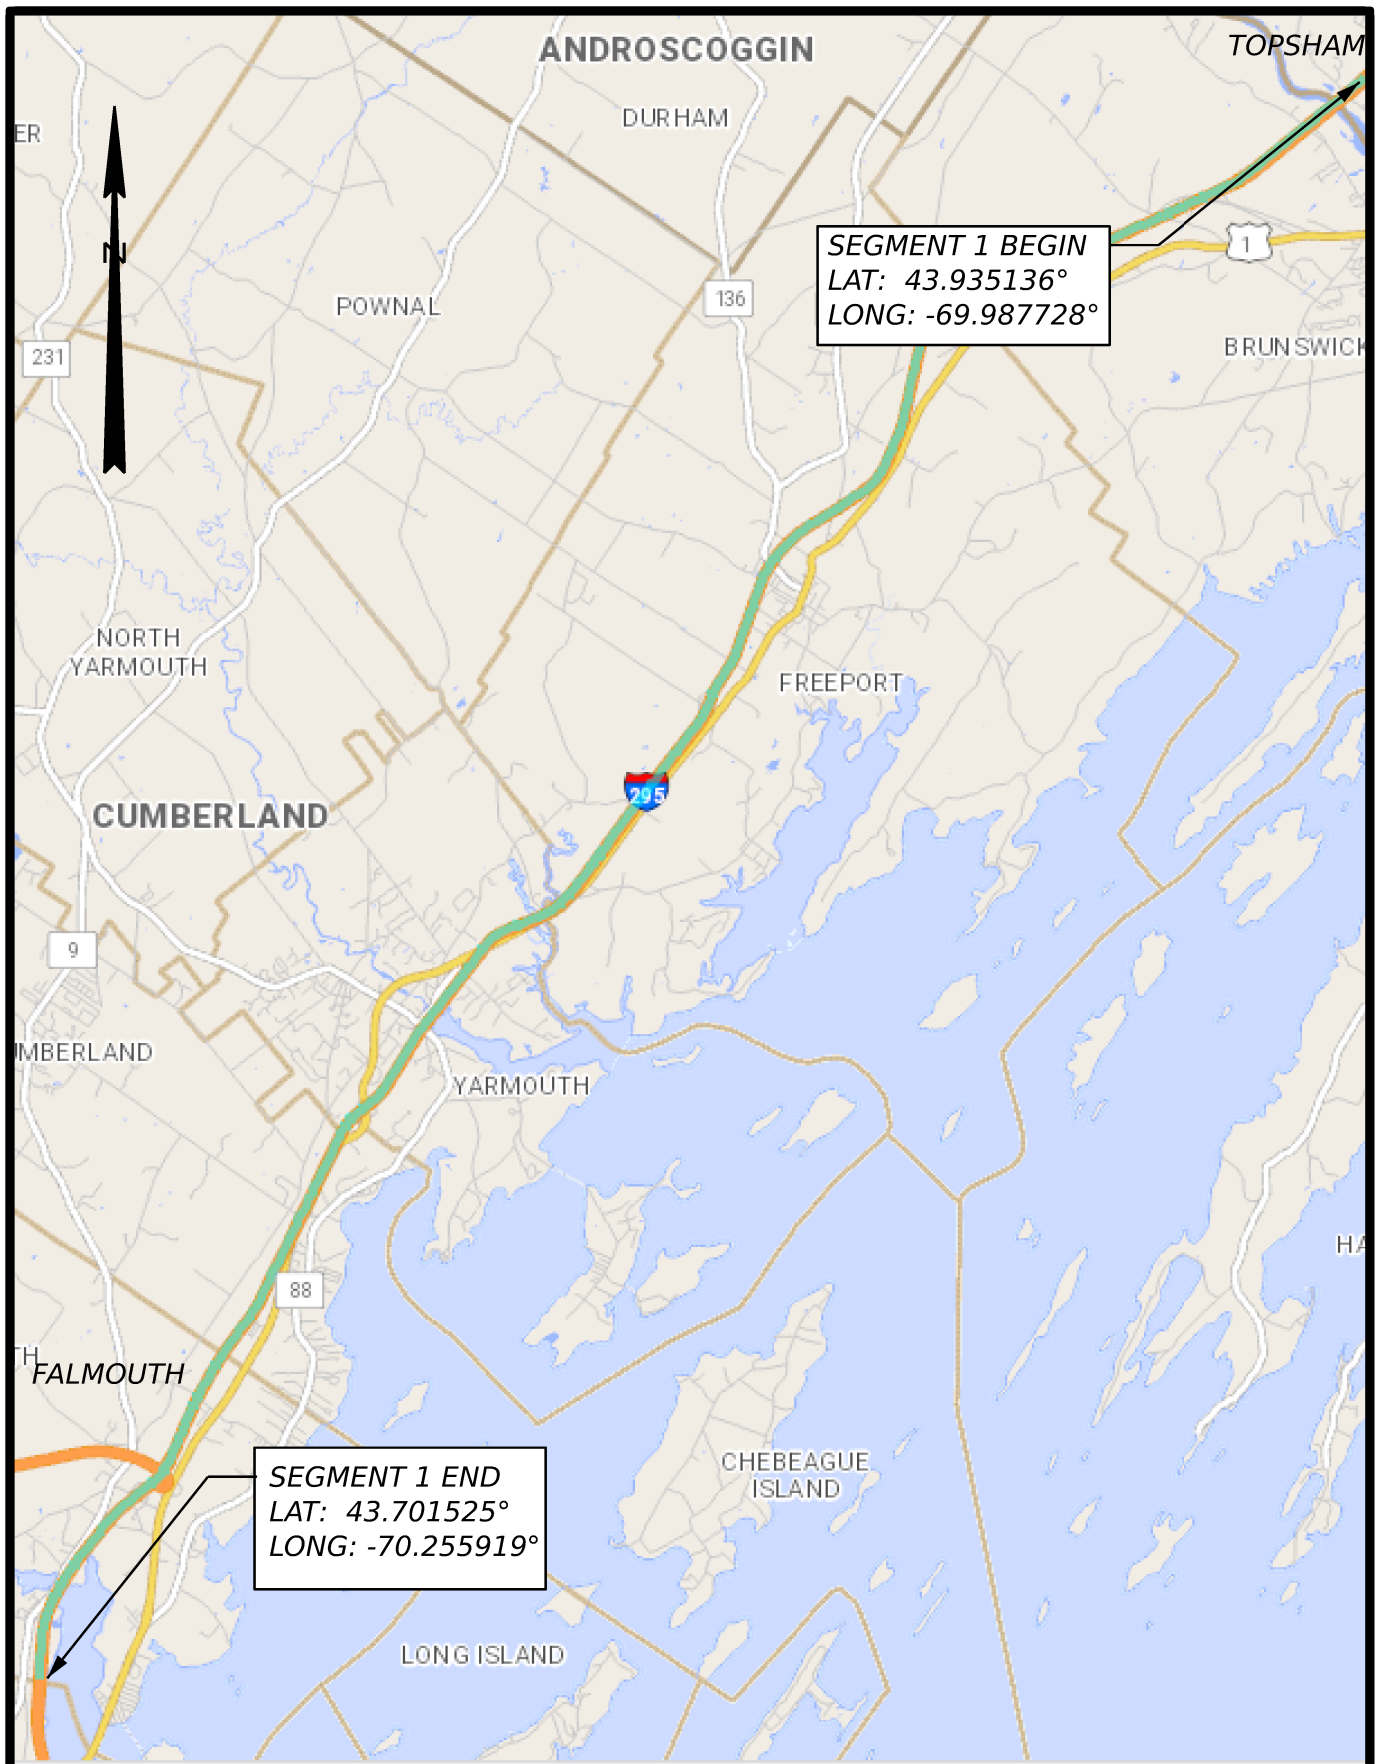 ANDROSCOGGIN
TOPSHAM
DURHAM
ER
SEGMENT 1 BEGIN
LAT: 43.935136°
LONG: -69.987728°
1
N
136
POWNAL
231
BRUNSWICK
NORTH
YARMOUTH
FREEPORT
295
CUMBERLAND
9
UMBERLAND
YARMOUTH
HA
88
TH
FALMOUTH
CHEBEAGUE
ISLAND
SEGMENT 1 END
LAT: 43.701525°
LONG: -70.255919°
LONG ISLAND